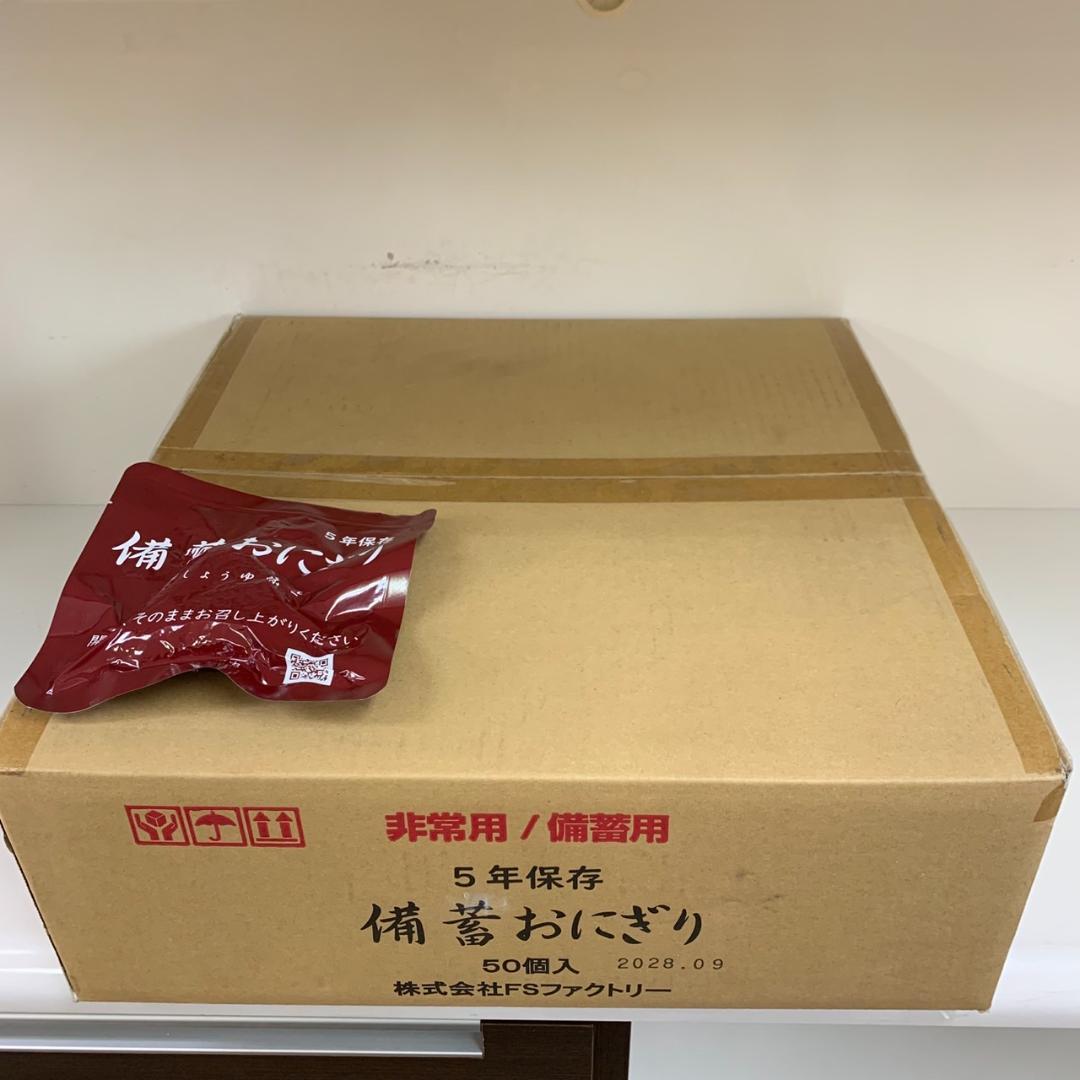 5年保存
備蓄おにぎり
しょうゆ味
そのままお召し上がりください
非常用/備蓄用
5年保存
備蓄おにぎり
50個入 2028.09
株式会社FSファクトリー